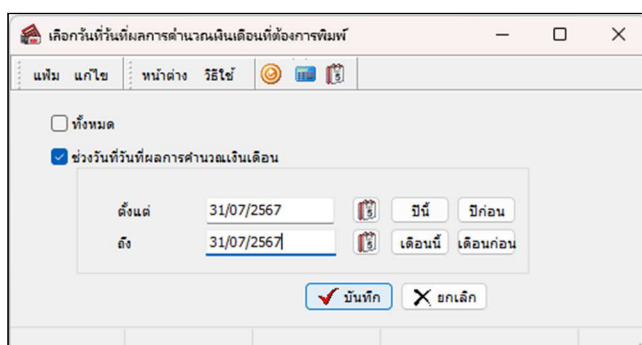 เลือกวันที่วันที่ผลการคำนวณเงินเดือนที่ต้องการพิมพ์
แฟ้ม แก้ไข หน้าต่าง วิธีใช้
ทั้งหมด
ช่วงวันที่วันที่ผลการคำนวณเงินเดือน
ตั้งแต่ 31/07/2567 ปีนี้ ปีก่อน
ถึง 31/07/2567 เดือนนี้ เดือนก่อน
บันทึก ยกเลิก